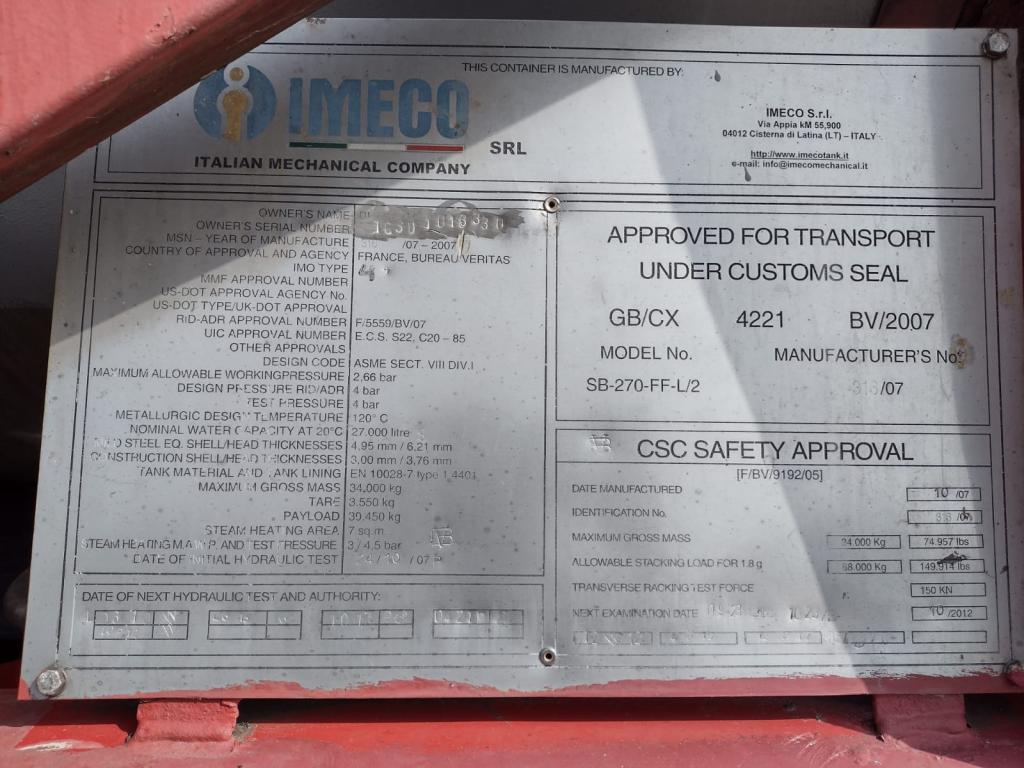 THIS CONTAINER IS MANUFACTURED BY:
IMECO
SRL
ITALIAN MECHANICAL COMPANY
IMECO S.r.l.
Via Appia kM 55,900
04012 Cisterna di Latina (LT) – ITALY
http://www.imecotank.it
e-mail: info@imecomechanical.it
OWNER'S NAME
OWNER'S SERIAL NUMBER
MSN – YEAR OF MANUFACTURE /07 – 2007
COUNTRY OF APPROVAL AND AGENCY FRANCE, BUREAU VERITAS
IMO TYPE 4
MMF APPROVAL NUMBER
US-DOT APPROVAL AGENCY No.
US-DOT TYPE/UK-DOT APPROVAL
RID-ADR APPROVAL NUMBER F/5559/BV/07
UIC APPROVAL NUMBER E.C.S. S22, C20 – 85
OTHER APPROVALS
DESIGN CODE ASME SECT. VIII DIV.I
MAXIMUM ALLOWABLE WORKINGPRESSURE 2,66 bar
DESIGN PRESSURE RID/ADR 4 bar
TEST PRESSURE 4 bar
METALLURGIC DESIGN TEMPERATURE 120° C
NOMINAL WATER CAPACITY AT 20°C 27.000 litre
STEEL EQ. SHELL/HEAD THICKNESSES 4,95 mm / 6,21 mm
CONSTRUCTION SHELL/HEAD THICKNESSES 3,00 mm / 3,76 mm
TANK MATERIAL AND TANK LINING EN 10028-7 type 1.4401
MAXIMUM GROSS MASS 34,000 kg
TARE 3.550 kg
PAYLOAD 30.450 kg
STEAM HEATING AREA 7 sq.m
STEAM HEATING M.A.W.P. AND TEST PRESSURE 3 / 4,5 bar
DATE OF INITIAL HYDRAULIC TEST /07
DATE OF NEXT HYDRAULIC TEST AND AUTHORITY:
APPROVED FOR TRANSPORT
UNDER CUSTOMS SEAL
GB/CX 4221 BV/2007
MODEL No. MANUFACTURER'S No.
SB-270-FF-L/2 /07
CSC SAFETY APPROVAL
[F/BV/9192/05]
DATE MANUFACTURED 10 /07
IDENTIFICATION No.
MAXIMUM GROSS MASS 34.000 Kg 74.957 lbs
ALLOWABLE STACKING LOAD FOR 1.8 g 68.000 Kg 149.914 lbs
TRANSVERSE RACKING TEST FORCE 150 KN
NEXT EXAMINATION DATE 10 /2012